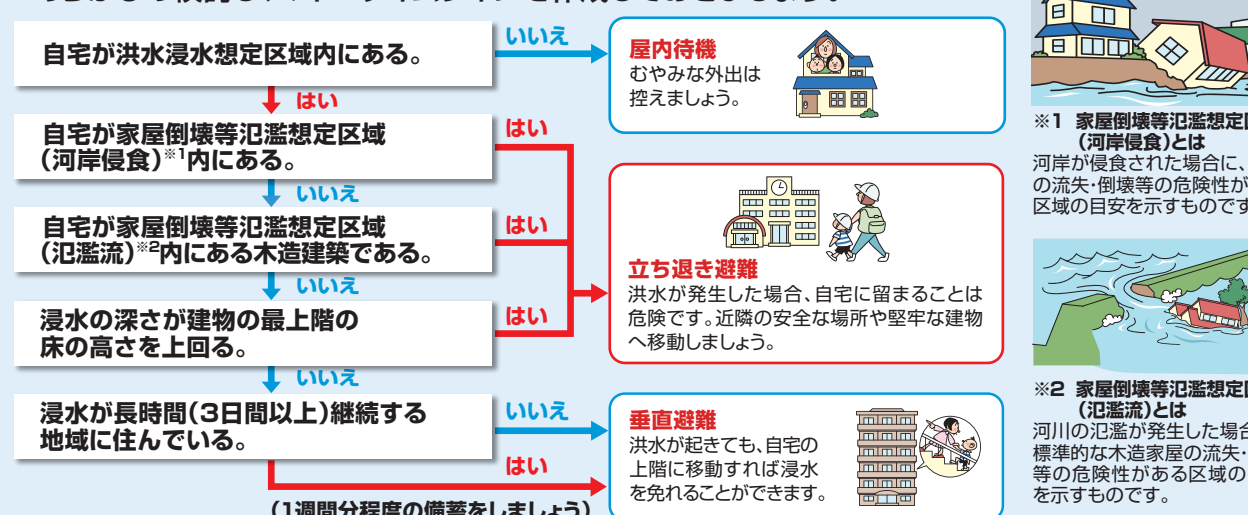 自宅が洪水浸水想定区域内にある。
いいえ
屋内待機
むやみな外出は
控えましょう。
はい
自宅が家屋倒壊等氾濫想定区域
(河岸侵食)※1内にある。
はい
いいえ
自宅が家屋倒壊等氾濫想定区域
(氾濫流)※2内にある木造建築である。
はい
いいえ
浸水の深さが建物の最上階の
床の高さを上回る。
はい
いいえ
立ち退き避難
洪水が発生した場合、自宅に留まることは
危険です。近隣の安全な場所や堅牢な建物
へ移動しましょう。
浸水が長時間(3日間以上)継続する
地域に住んでいる。
いいえ
はい
(1週間分程度の備蓄をしましょう)
垂直避難
洪水が起きても、自宅の
上階に移動すれば浸水
を免れることができます。
※1 家屋倒壊等氾濫想定
(河岸侵食)とは
河岸が侵食された場合に、
の流失・倒壊等の危険性が
区域の目安を示すものです
※2 家屋倒壊等氾濫想定
(氾濫流)とは
河川の氾濫が発生した場合
標準的な木造家屋の流失・
等の危険性がある区域の
を示すものです。